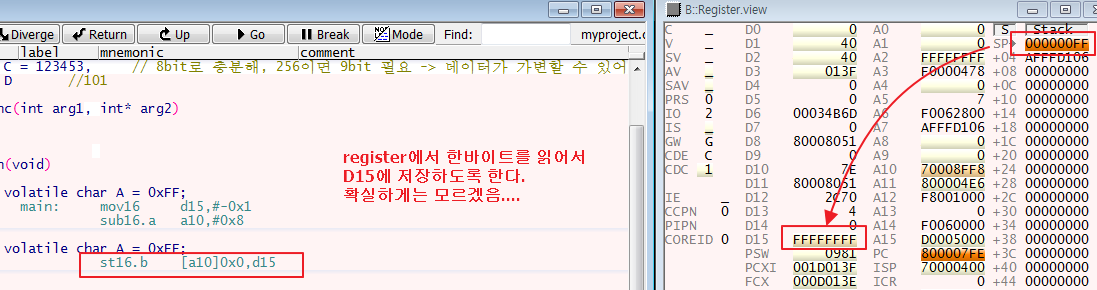 Diverge Return Up Go Break Mode Find: myproject.c
label mnemonic comment
C = 123453, // 8bit로 충분해, 256이면 9bit 필요 -> 데이터가 가변할 수 있어
D //101
nc(int arg1, int* arg2)
n(void)
volatile char A = 0xFF;
main: mov16 d15,#-0x1
sub16.a a10,#0x8
volatile char A = 0xFF;
st16.b [a10]0x0,d15
register에서 한바이트를 읽어서
D15에 저장하도록 한다.
확실하게는 모르겠음....
B::Register.view
C _ D0 0 A0 0 S Stack
V _ D1 40 A1 0 SP 000000FF
SV _ D2 40 A2 FFFFFFFF +04 AFFFD106
AV _ D3 013F A3 F0000478 +08 00000000
SAV _ D4 0 A4 0 +0C 00000000
PRS 0 D5 0 A5 7 +10 00000000
IO 2 D6 00034B6D A6 F0062800 +14 00000000
IS _ D7 0 A7 AFFFD106 +18 00000000
GW G D8 80008051 A8 0 +1C 00000000
CDE C D9 0 A9 0 +20 00000000
CDC 1 D10 7E A10 70008FF8 +24 00000000
D11 80008051 A11 800004E6 +28 00000000
IE _ D12 2C70 A12 F8001000 +2C 00000000
CCPN 0 D13 4 A13 0 +30 00000000
PIPN 0 D14 0 A14 F0060000 +34 00000000
COREID 0 D15 FFFFFFFF A15 D0005000 +38 00000000
PSW 0981 PC 800007FE +3C 00000000
PCXI 001D013F ISP 70000400 +40 00000000
FCX 000D013E ICR 0 +44 00000000